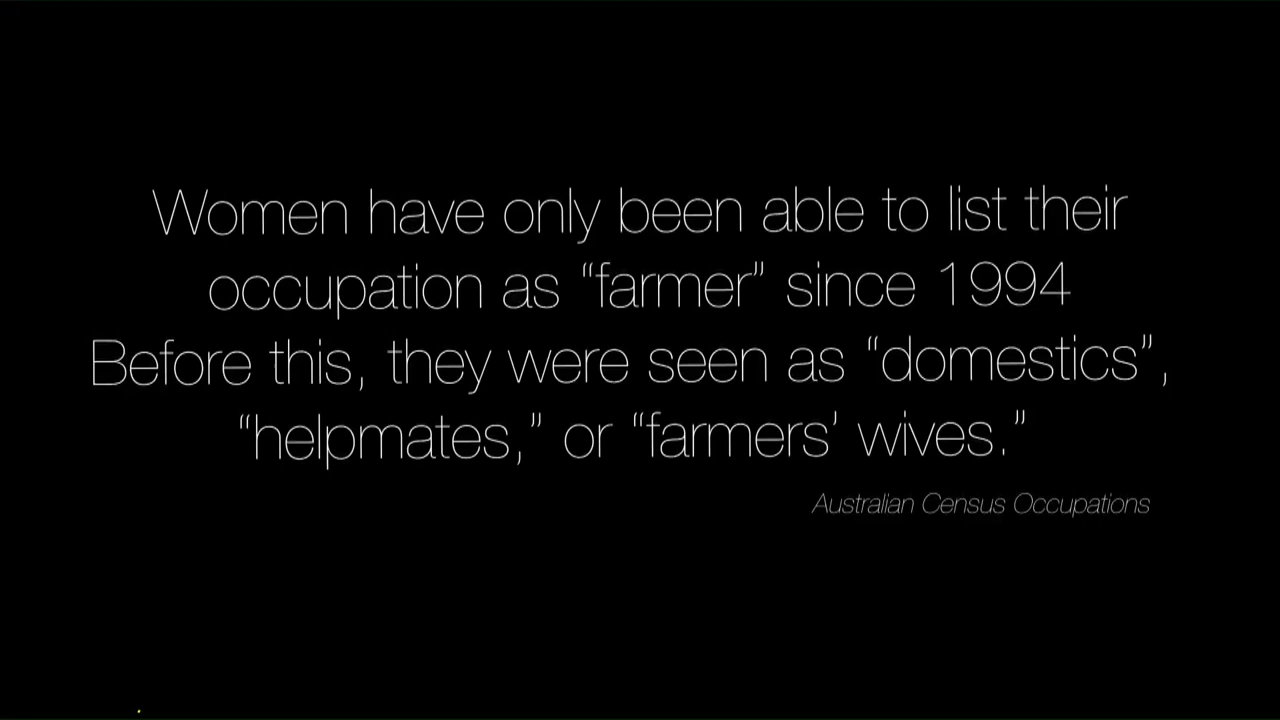 Women have only been able to list their
occupation as “farmer” since 1994
Before this, they were seen as “domestics”,
“helpmates,” or “farmers’ wives.”
Australian Census Occupations